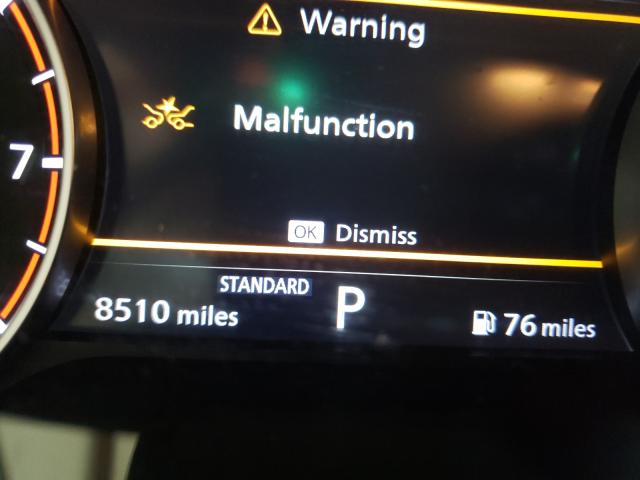 Warning
Malfunction
7
OK Dismiss
STANDARD
8510 miles P 76 miles